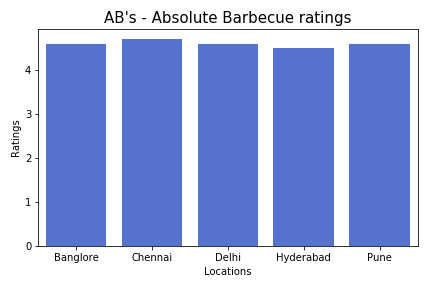 AB's - Absolute Barbecue ratings
Ratings
4
3
2
1
0
Banglore Chennai Delhi Hyderabad Pune
Locations